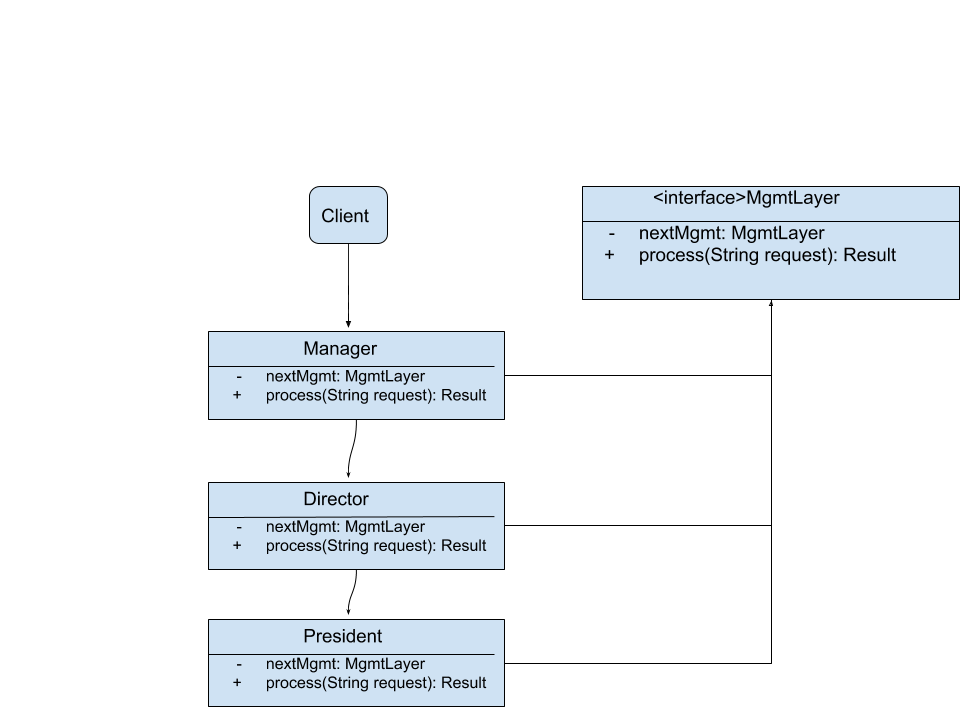 Client
<interface>MgmtLayer
- nextMgmt: MgmtLayer
+ process(String request): Result
Manager
- nextMgmt: MgmtLayer
+ process(String request): Result
Director
- nextMgmt: MgmtLayer
+ process(String request): Result
President
- nextMgmt: MgmtLayer
+ process(String request): Result